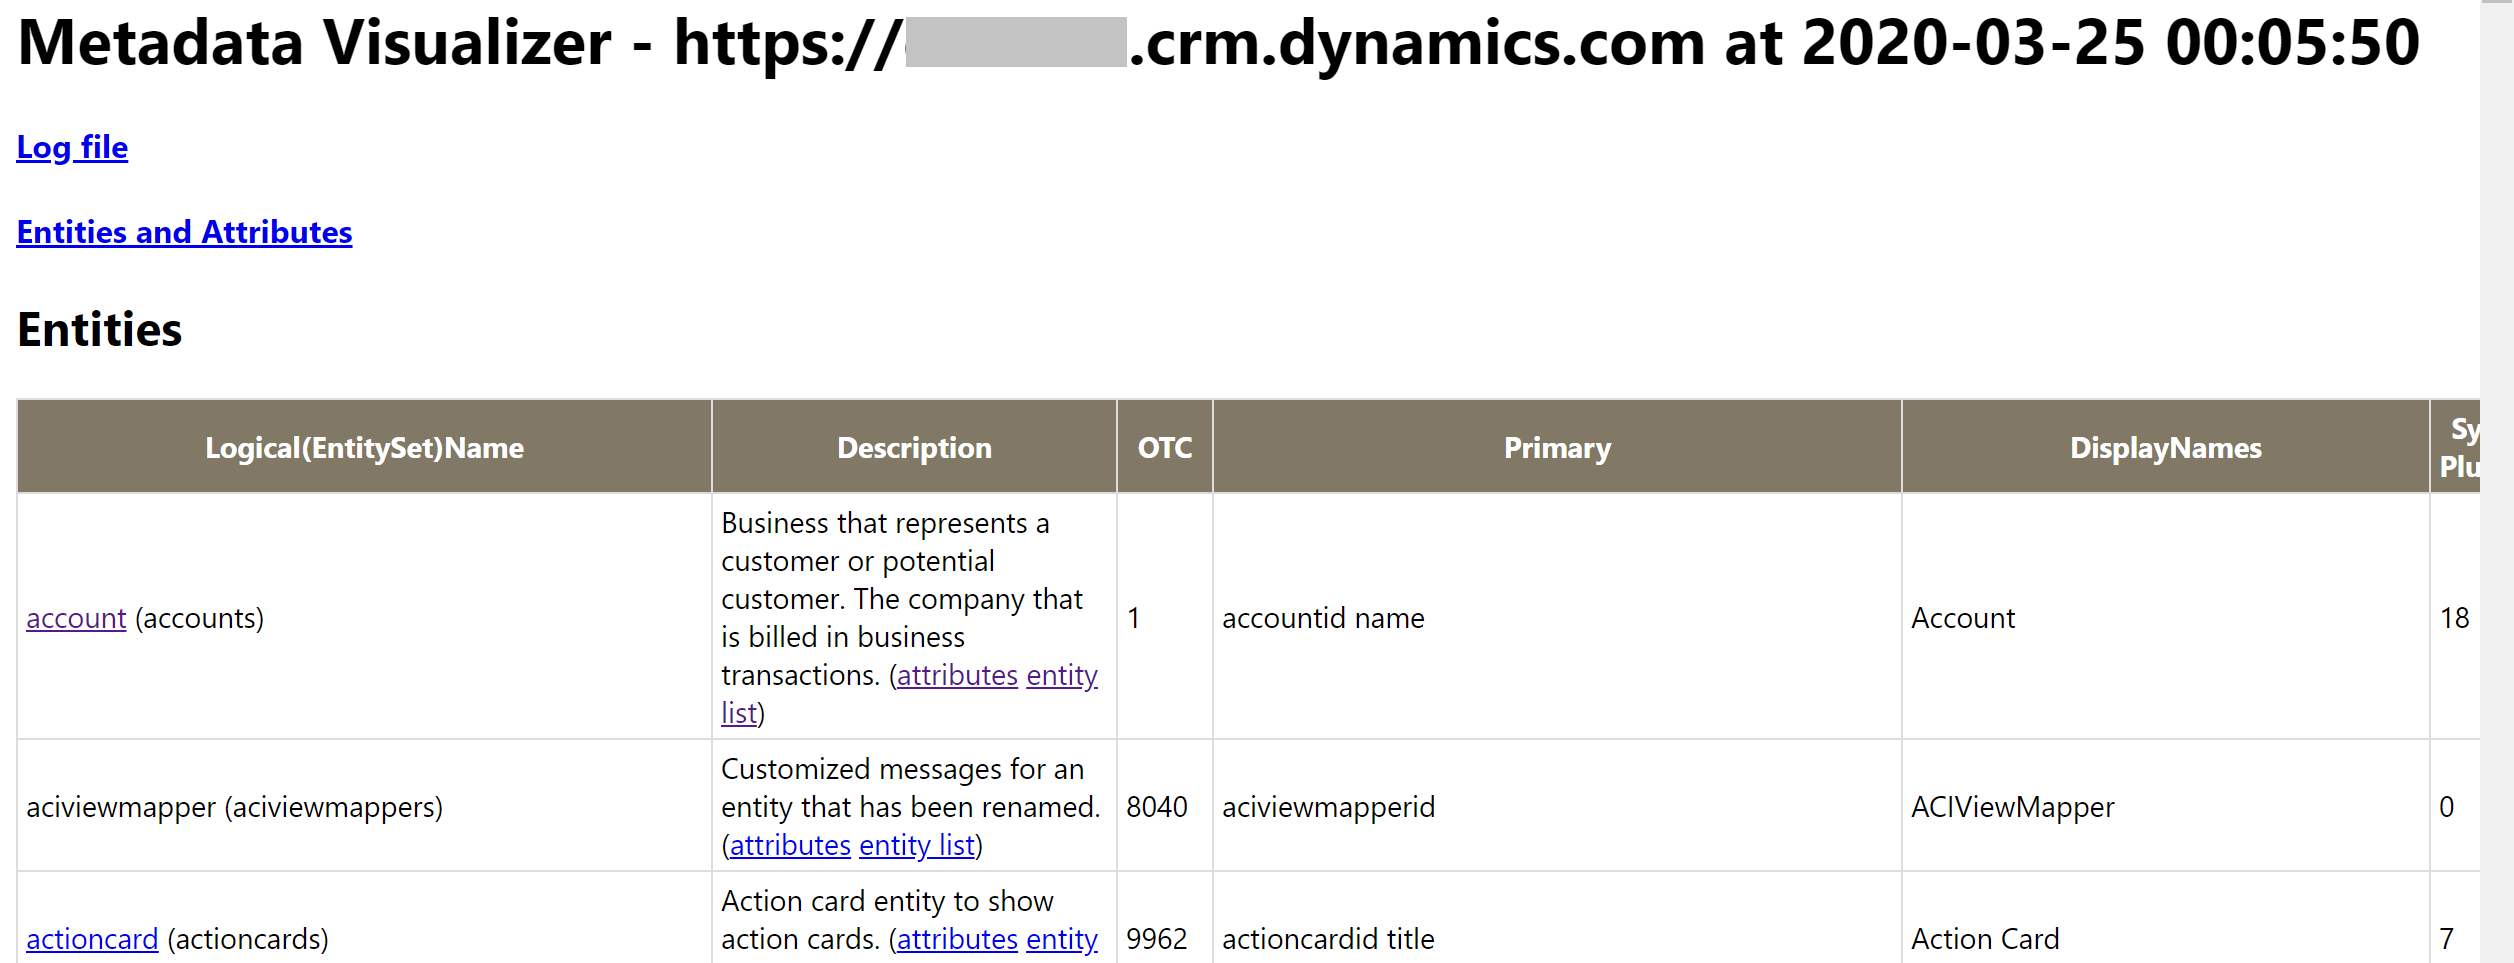 Metadata Visualizer - https:// .crm.dynamics.com at 2020-03-25 00:05:50
Log file
Entities and Attributes
Entities
Logical(EntitySet)Name Description OTC Primary DisplayNames Sy
Plu
account (accounts) Business that represents a
customer or potential
customer. The company that
is billed in business
transactions. (attributes entity
list) 1 accountid name Account 18
aciviewmapper (aciviewmappers) Customized messages for an
entity that has been renamed.
(attributes entity list) 8040 aciviewmapperid ACIViewMapper 0
actioncard (actioncards) Action card entity to show
action cards. (attributes entity 9962 actioncardid title Action Card 7